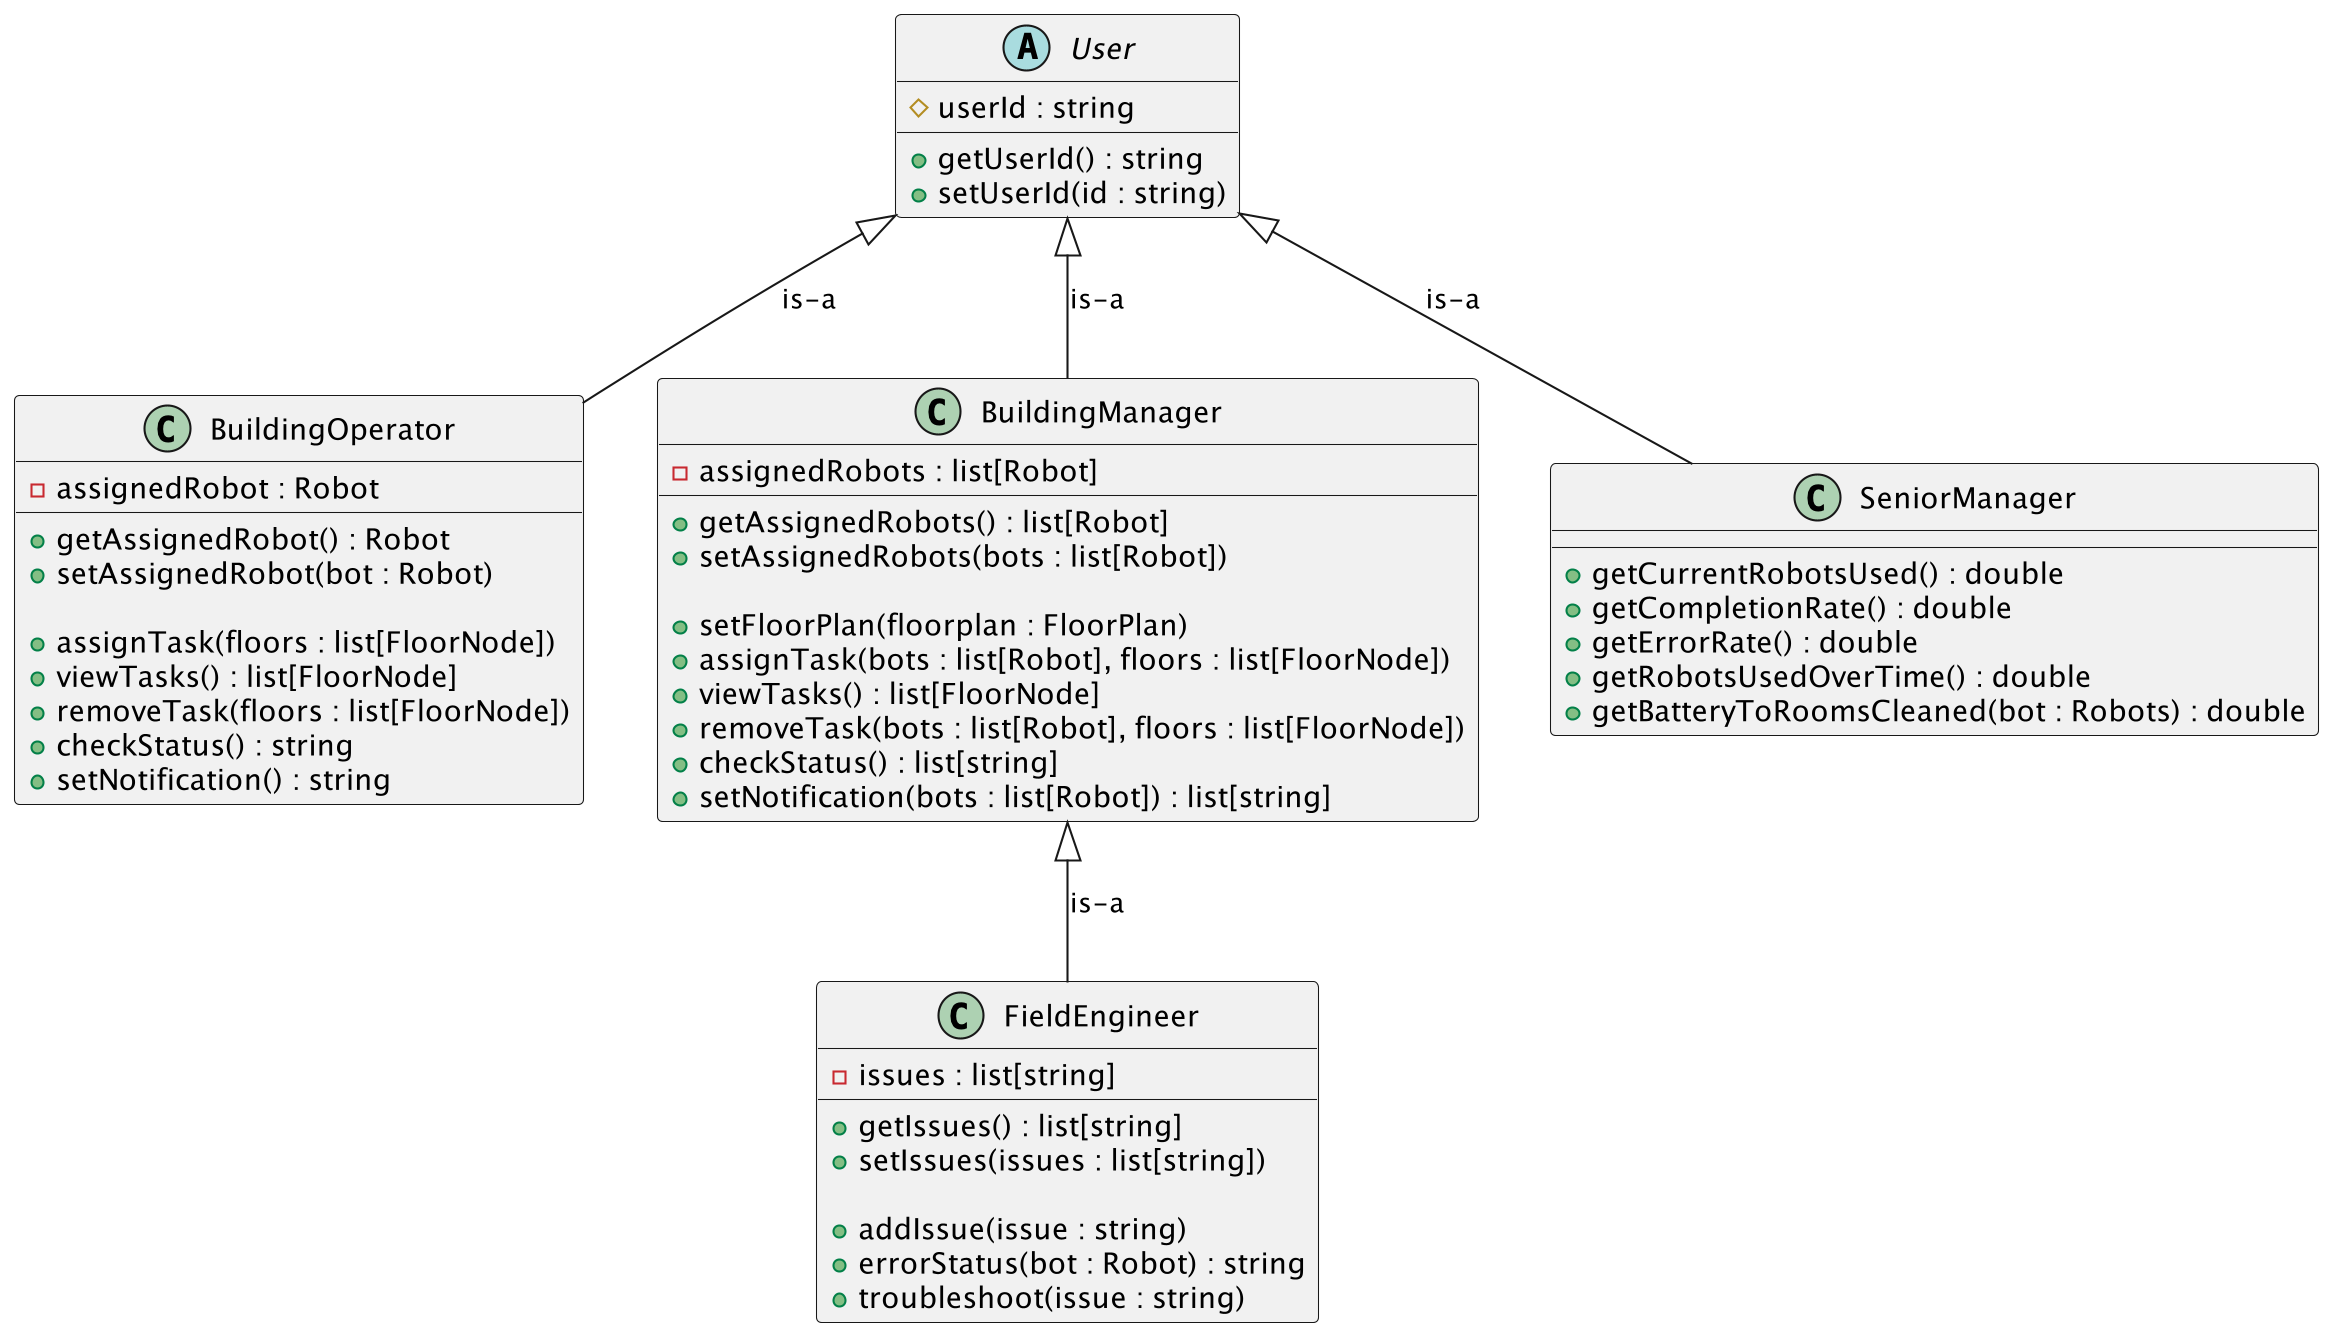 A User
userId : string
getUserId() : string
setUserId(id : string)
is-a
is-a
is-a
C BuildingOperator
assignedRobot : Robot
getAssignedRobot() : Robot
setAssignedRobot(bot : Robot)
assignTask(floors : list[FloorNode])
viewTasks() : list[FloorNode]
removeTask(floors : list[FloorNode])
checkStatus() : string
setNotification() : string
C BuildingManager
assignedRobots : list[Robot]
getAssignedRobots() : list[Robot]
setAssignedRobots(bots : list[Robot])
setFloorPlan(floorplan : FloorPlan)
assignTask(bots : list[Robot], floors : list[FloorNode])
viewTasks() : list[FloorNode]
removeTask(bots : list[Robot], floors : list[FloorNode])
checkStatus() : list[string]
setNotification(bots : list[Robot]) : list[string]
C SeniorManager
getCurrentRobotsUsed() : double
getCompletionRate() : double
getErrorRate() : double
getRobotsUsedOverTime() : double
getBatteryToRoomsCleaned(bot : Robots) : double
is-a
C FieldEngineer
issues : list[string]
getIssues() : list[string]
setIssues(issues : list[string])
addIssue(issue : string)
errorStatus(bot : Robot) : string
troubleshoot(issue : string)